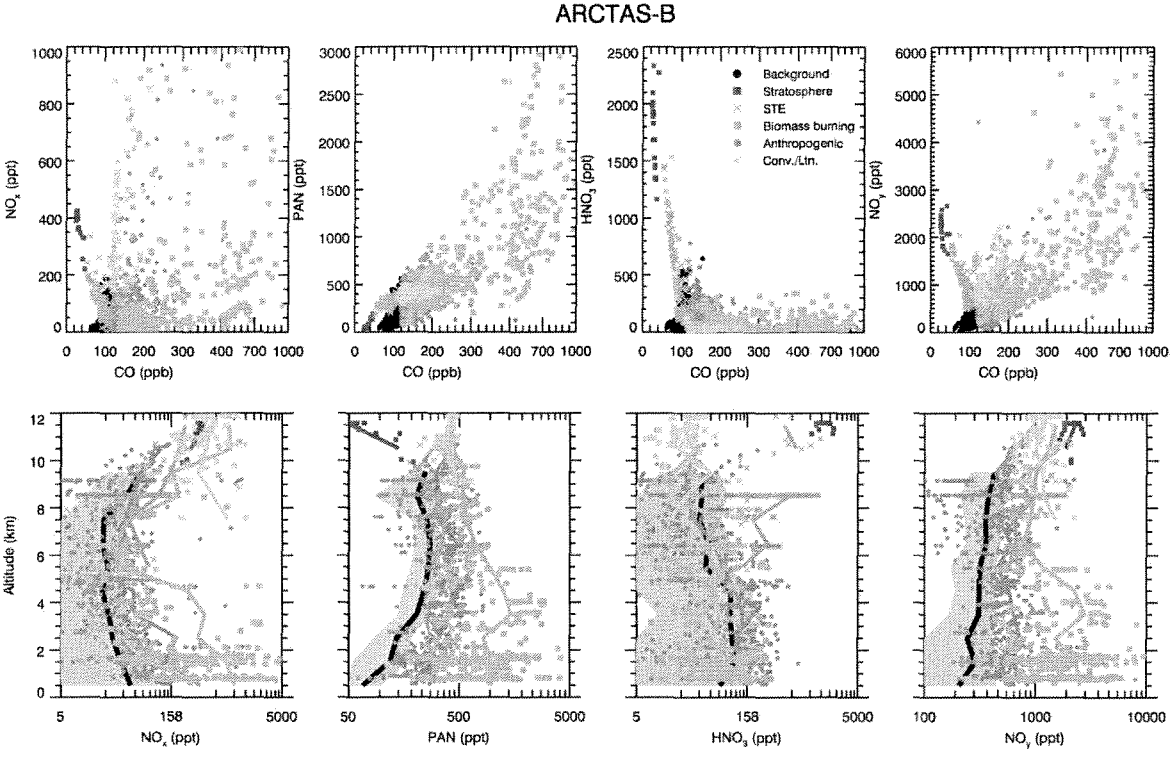 ARCTAS-B
1000
800
600
400
200
0
NOx (ppt)
0 100 200 300 400 700 1000
CO (ppb)
3000
2500
2000
1500
1000
500
0
PAN (ppt)
0 100 200 300 400 700 1000
CO (ppb)
2500
2000
1500
1000
500
0
HNO3 (ppt)
0 100 200 300 400 700 1000
CO (ppb)
Background
Stratosphere
STE
Biomass burning
Anthropogenic
Conv./Ltn.
6000
5000
4000
3000
2000
1000
0
NOy (ppt)
0 100 200 300 400 700 1000
CO (ppb)
12
10
8
6
4
2
0
Altitude (km)
5 158 5000
NOx (ppt)
50 500 5000
PAN (ppt)
5 158 5000
HNO3 (ppt)
100 1000 10000
NOy (ppt)